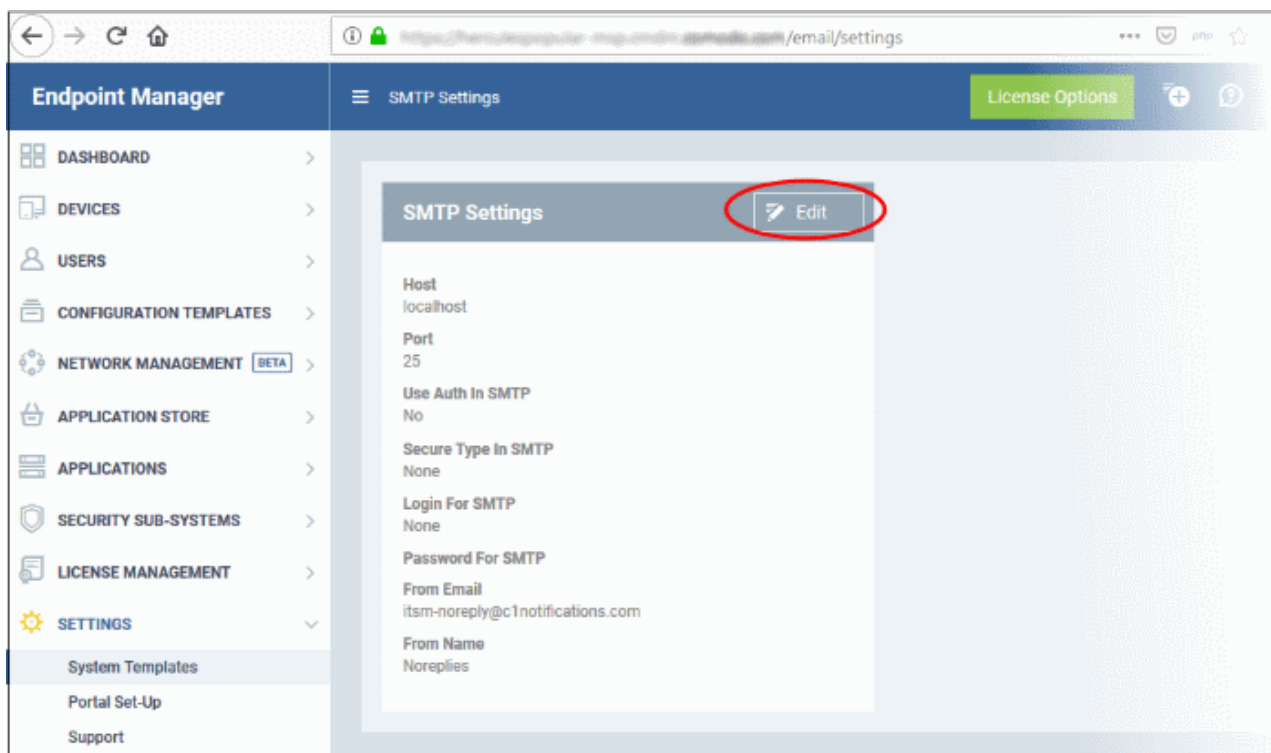 /email/settings
php
Endpoint Manager
SMTP Settings
License Options
DASHBOARD
DEVICES
USERS
CONFIGURATION TEMPLATES
NETWORK MANAGEMENT BETA
APPLICATION STORE
APPLICATIONS
SECURITY SUB-SYSTEMS
LICENSE MANAGEMENT
SETTINGS
System Templates
Portal Set-Up
Support
SMTP Settings
Edit
Host
localhost
Port
25
Use Auth In SMTP
No
Secure Type In SMTP
None
Login For SMTP
None
Password For SMTP
From Email
itsm-noreply@c1notifications.com
From Name
Noreplies